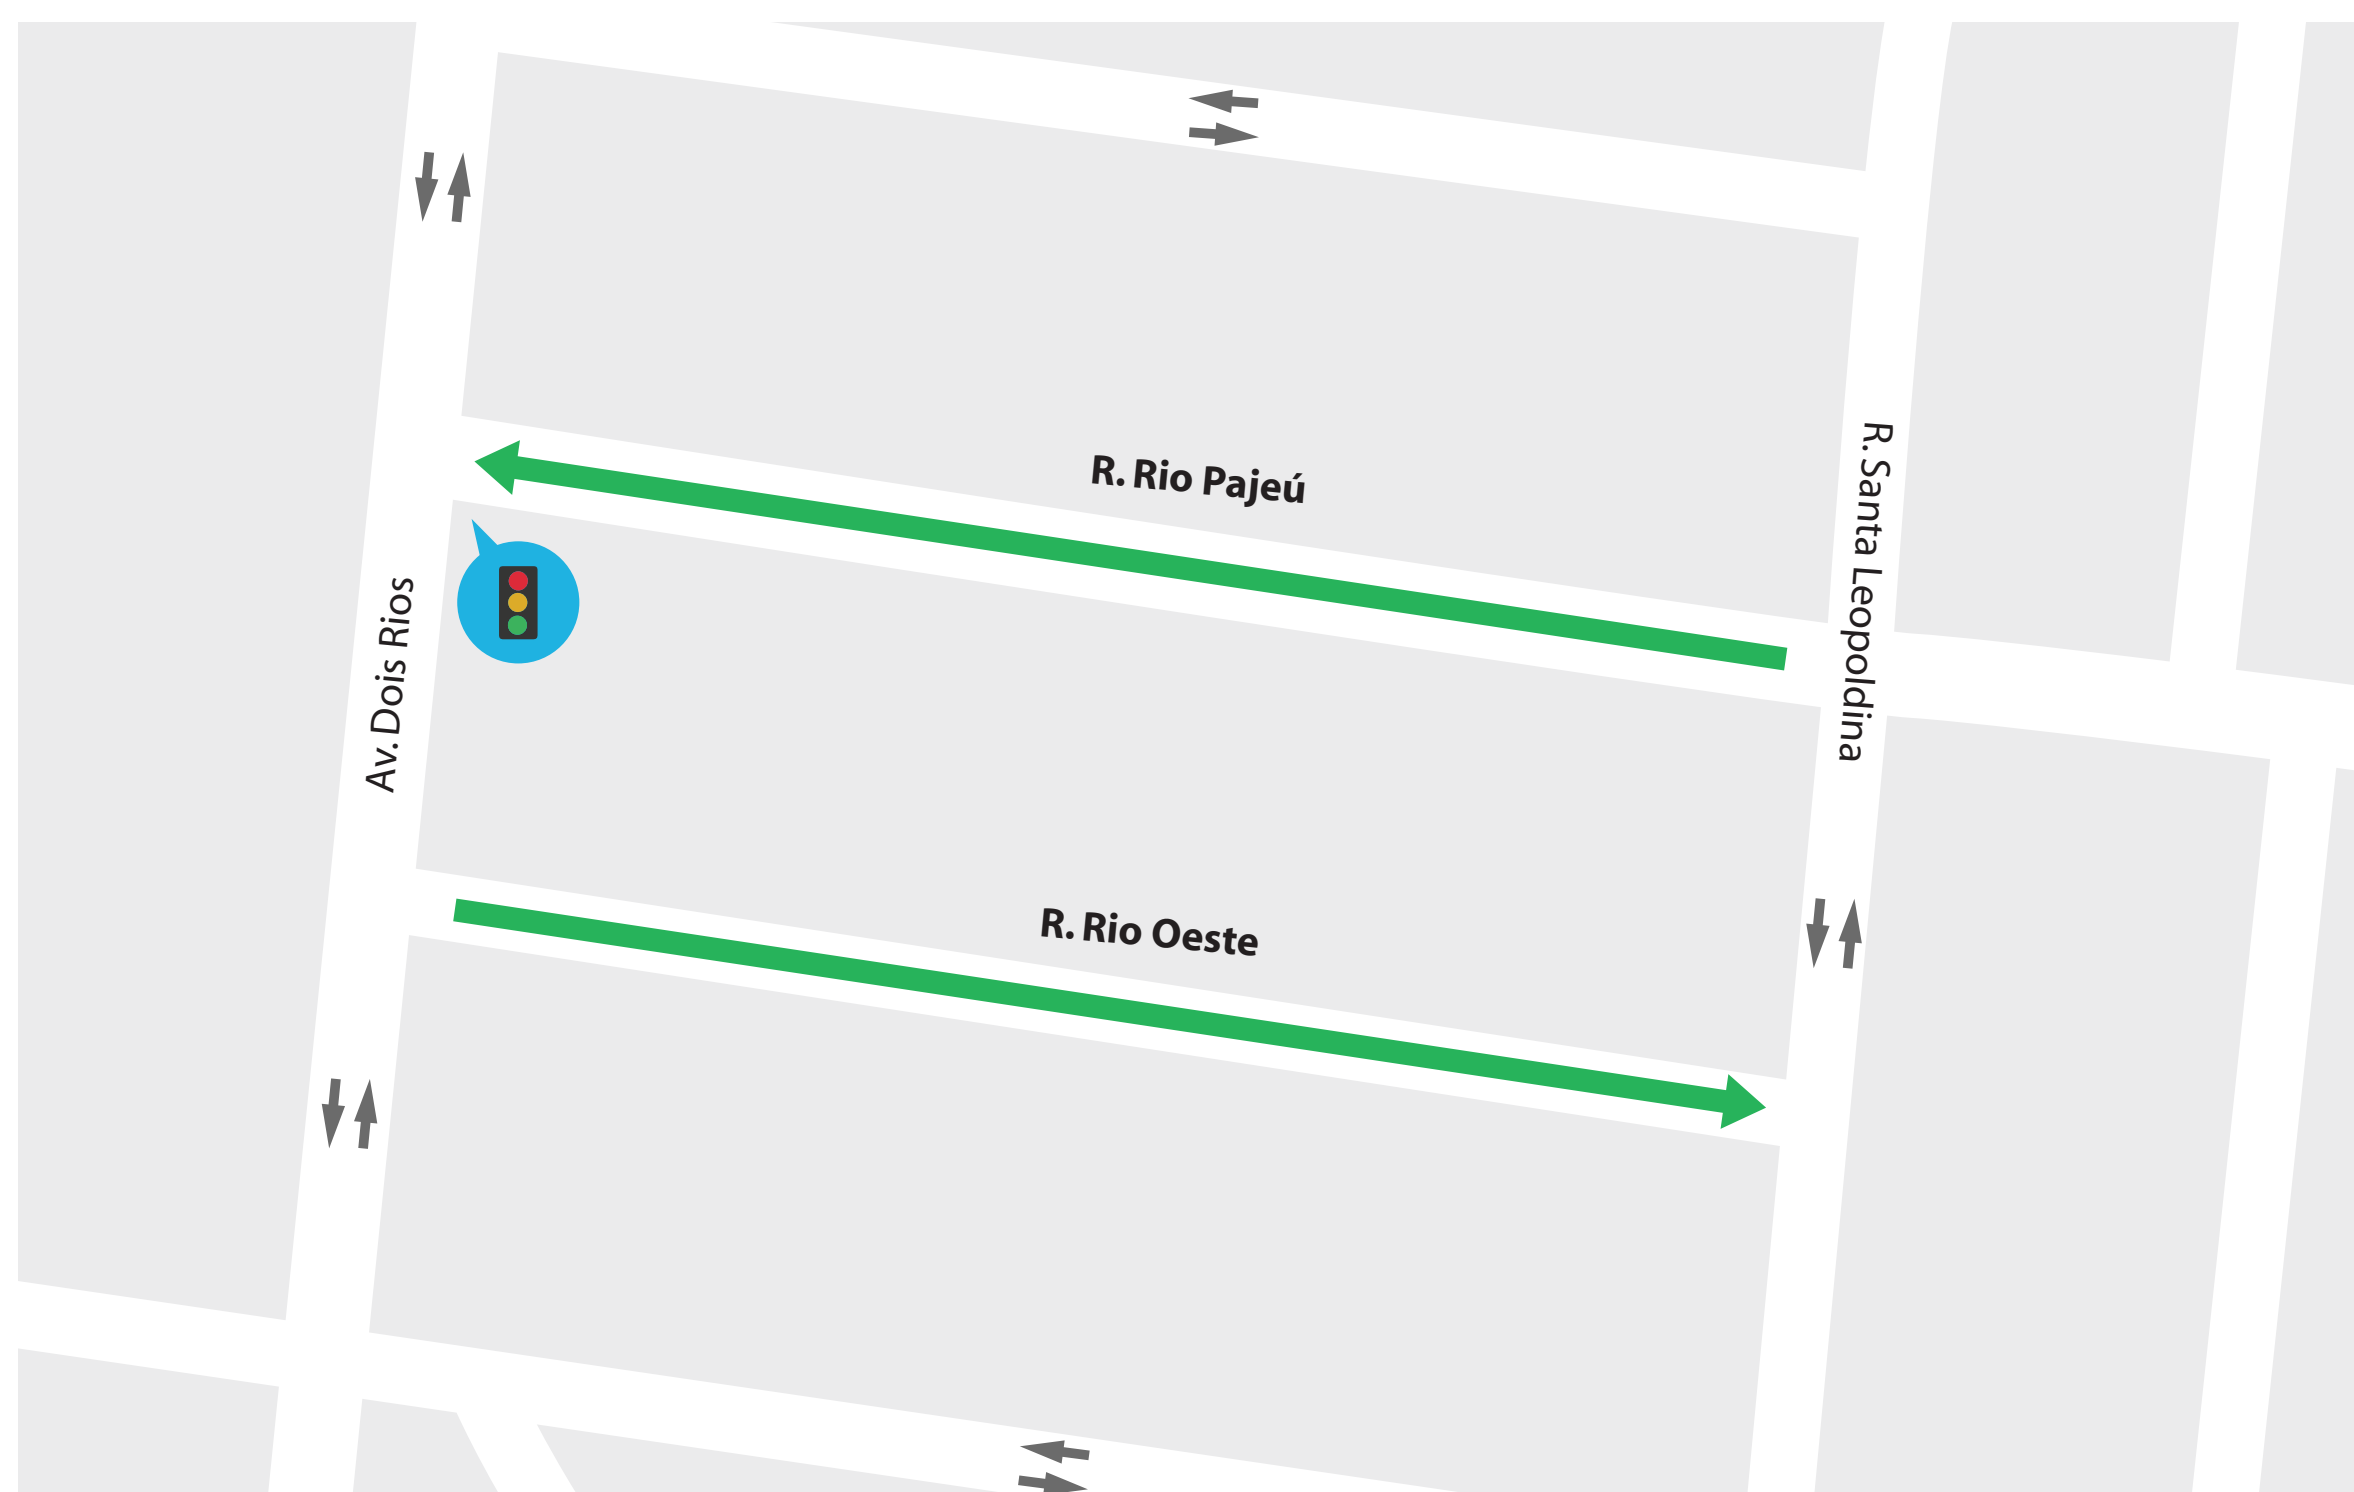 R. Rio Pajeú
R. Santa Leopoldina
Av. Dois Rios
R. Rio Oeste